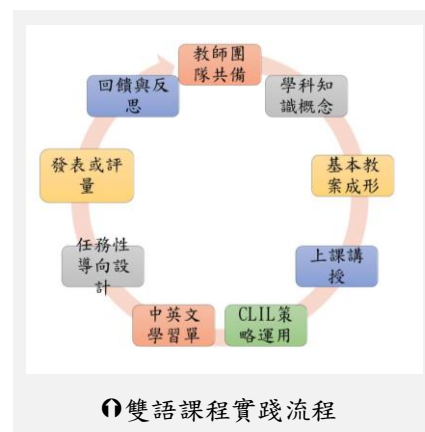 教師團
隊共備
學科知
識概念
基本教
案成形
上課講
授
CLIL策
略運用
中英文
學習單
任務性
導向設
計
發表或評
量
回饋與反
思
⮉雙語課程實踐流程